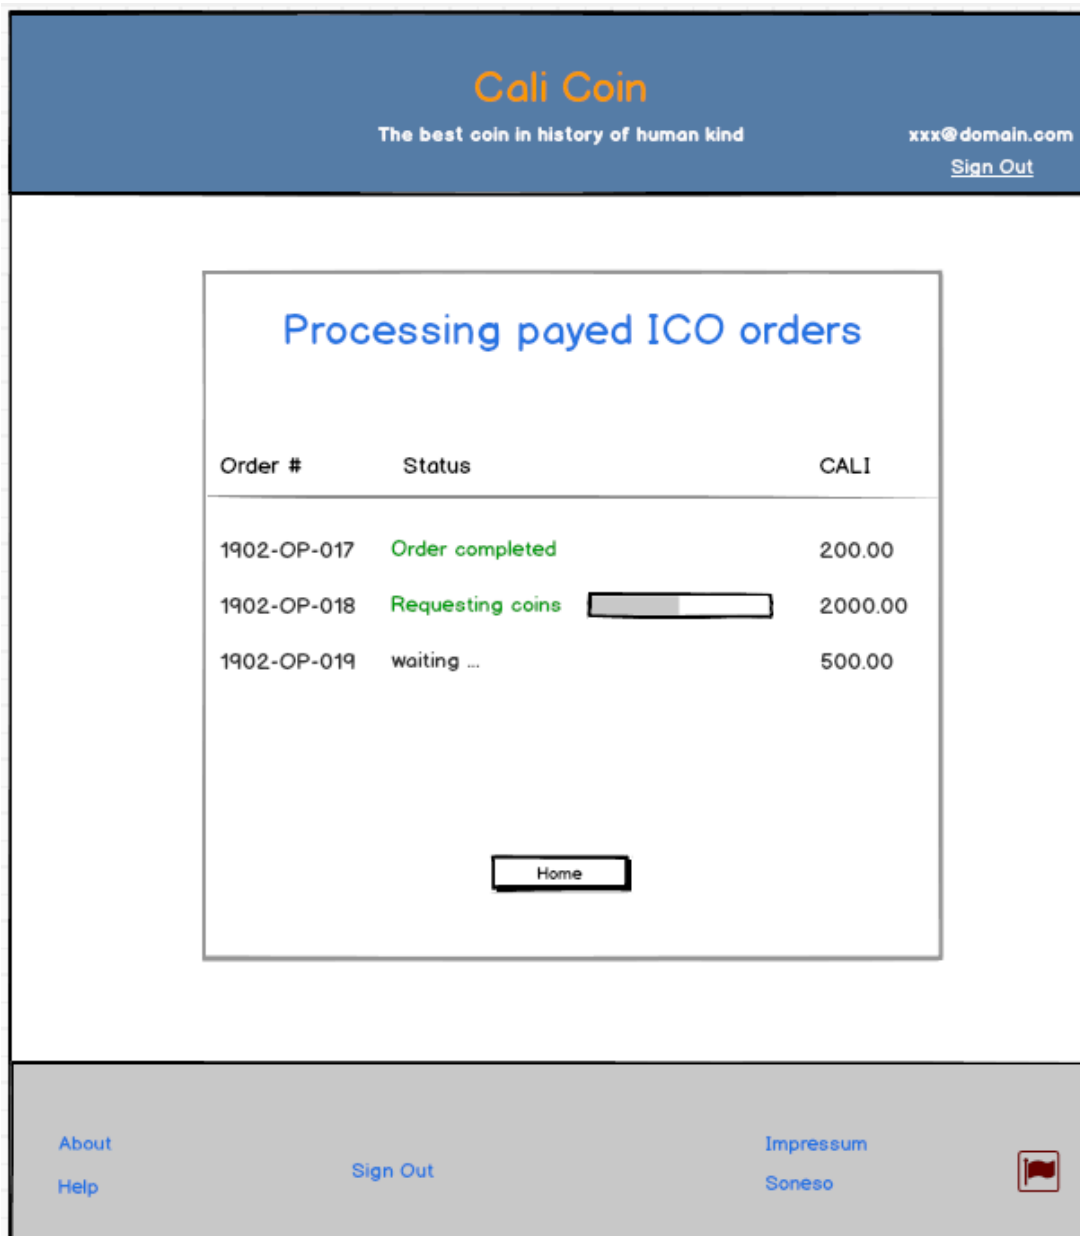 Cali Coin
The best coin in history of human kind
xxx@domain.com
Sign Out
Processing payed ICO orders
Order # Status CALI
1902-OP-017 Order completed 200.00
1902-OP-018 Requesting coins 2000.00
1902-OP-019 waiting ... 500.00
Home
About
Help
Sign Out
Impressum
Soneso